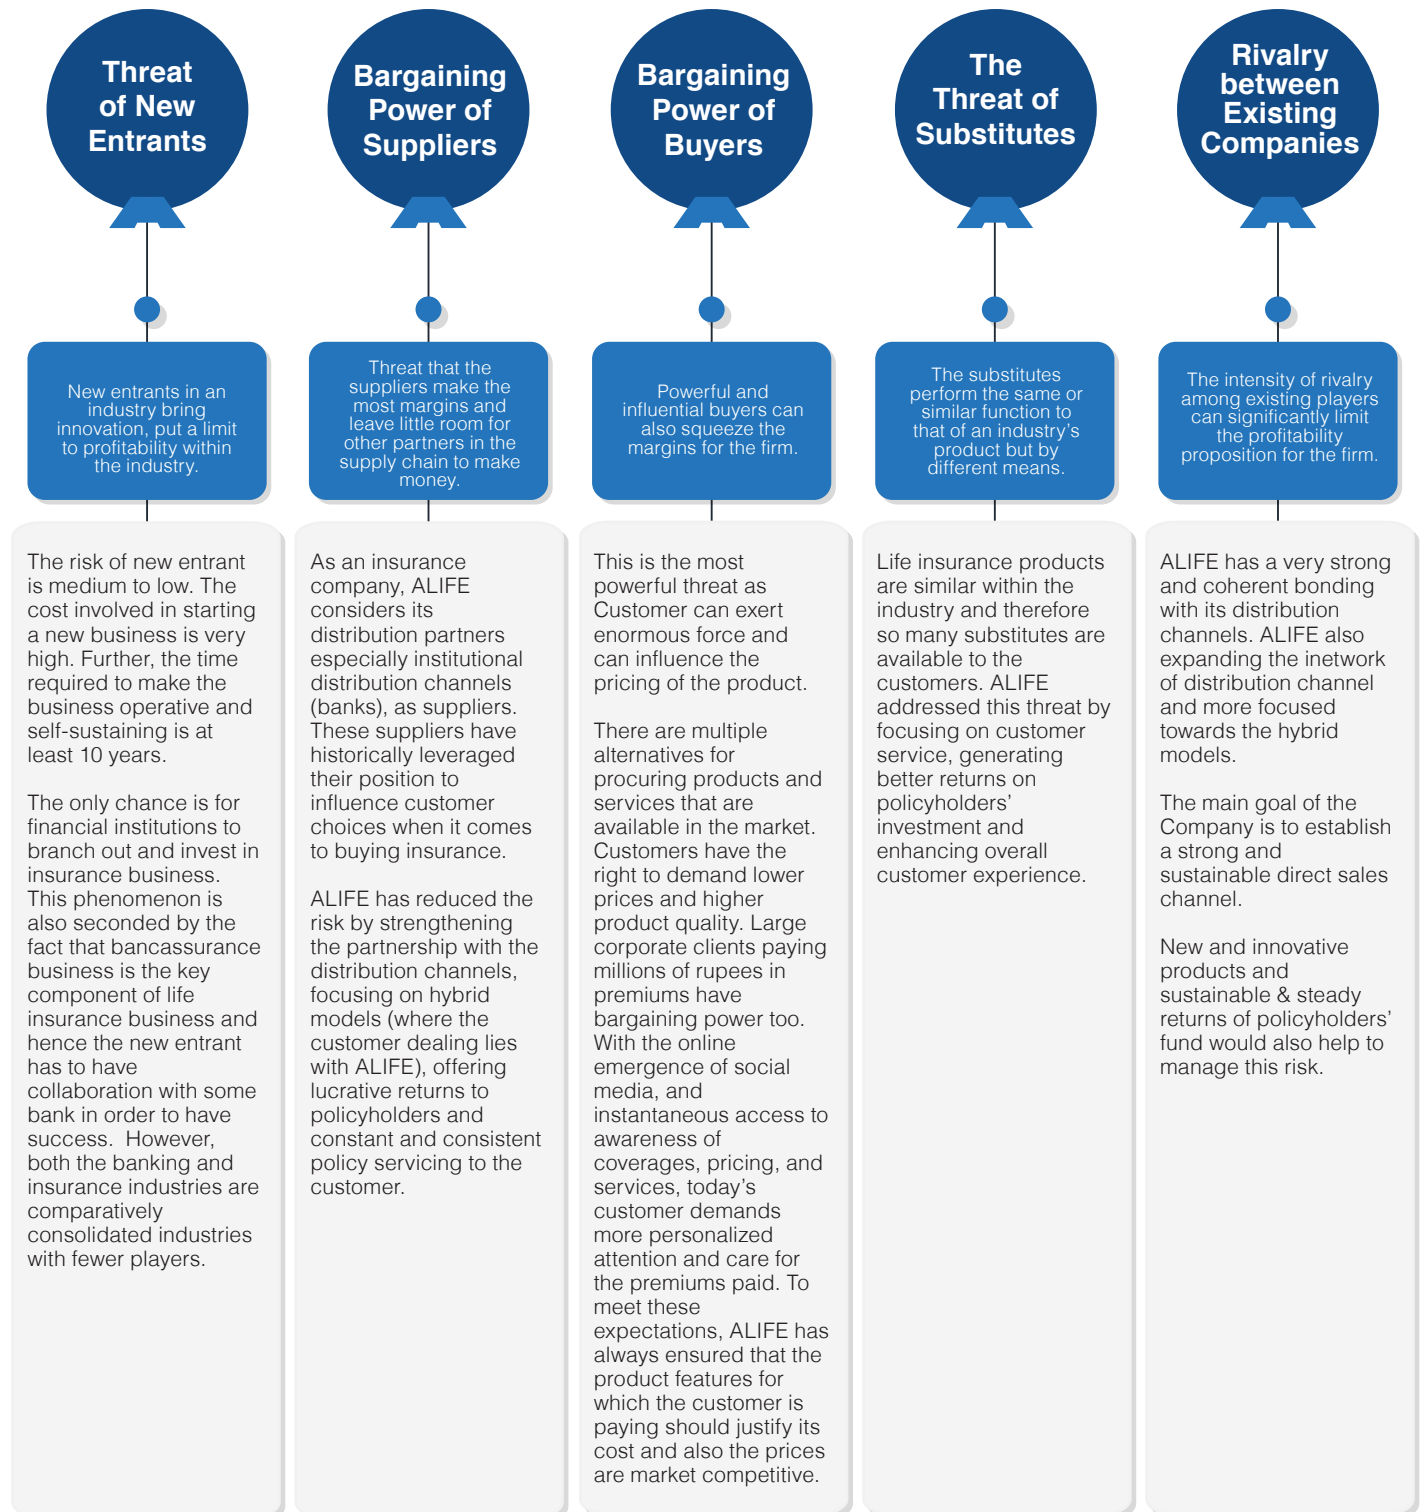 Threat
of New
Entrants
New entrants in an
industry bring
innovation, put a limit
to profitability within
the industry.
The risk of new entrant
is medium to low. The
cost involved in starting
a new business is very
high. Further, the time
required to make the
business operative and
self-sustaining is at
least 10 years.
The only chance is for
financial institutions to
branch out and invest in
insurance business.
This phenomenon is
also seconded by the
fact that bancassurance
business is the key
component of life
insurance business and
hence the new entrant
has to have
collaboration with some
bank in order to have
success. However,
both the banking and
insurance industries are
comparatively
consolidated industries
with fewer players.
Bargaining
Power of
Suppliers
Threat that the
suppliers make the
most margins and
leave little room for
other partners in the
supply chain to make
money.
As an insurance
company, ALIFE
considers its
distribution partners
especially institutional
distribution channels
(banks), as suppliers.
These suppliers have
historically leveraged
their position to
influence customer
choices when it comes
to buying insurance.
ALIFE has reduced the
risk by strengthening
the partnership with the
distribution channels,
focusing on hybrid
models (where the
customer dealing lies
with ALIFE), offering
lucrative returns to
policyholders and
constant and consistent
policy servicing to the
customer.
Bargaining
Power of
Buyers
Powerful and
influential buyers can
also squeeze the
margins for the firm.
This is the most
powerful threat as
Customer can exert
enormous force and
can influence the
pricing of the product.
There are multiple
alternatives for
procuring products and
services that are
available in the market.
Customers have the
right to demand lower
prices and higher
product quality. Large
corporate clients paying
millions of rupees in
premiums have
bargaining power too.
With the online
emergence of social
media, and
instantaneous access to
awareness of
coverages, pricing, and
services, today’s
customer demands
more personalized
attention and care for
the premiums paid. To
meet these
expectations, ALIFE has
always ensured that the
product features for
which the customer is
paying should justify its
cost and also the prices
are market competitive.
The
Threat of
Substitutes
The substitutes
perform the same or
similar function to
that of an industry’s
product but by
different means.
Life insurance products
are similar within the
industry and therefore
so many substitutes are
available to the
customers. ALIFE
addressed this threat by
focusing on customer
service, generating
better returns on
policyholders’
investment and
enhancing overall
customer experience.
Rivalry
between
Existing
Companies
The intensity of rivalry
among existing players
can significantly limit
the profitability
proposition for the firm.
ALIFE has a very strong
and coherent bonding
with its distribution
channels. ALIFE also
expanding the inetwork
of distribution channel
and more focused
towards the hybrid
models.
The main goal of the
Company is to establish
a strong and
sustainable direct sales
channel.
New and innovative
products and
sustainable & steady
returns of policyholders’
fund would also help to
manage this risk.